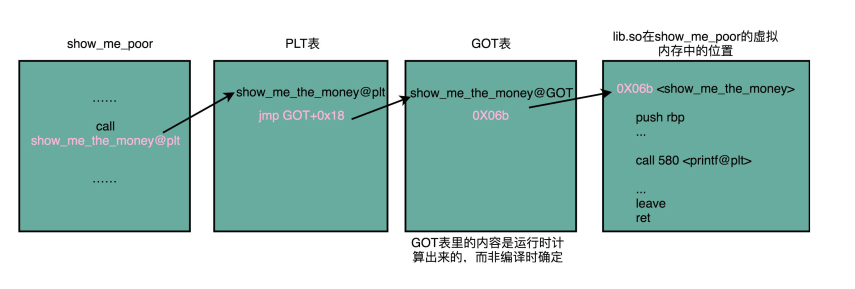 show_me_poor
......
call
show_me_the_money@plt
......
PLT表
show_me_the_money@plt
jmp GOT+0x18
GOT表
show_me_the_money@GOT
0X06b
GOT表里的内容是运行时计
算出来的，而非编译时确定
lib.so在show_me_poor的虚拟
内存中的位置
0X06b <show_me_the_money>
push rbp
...
call 580 <printf@plt>
...
leave
ret